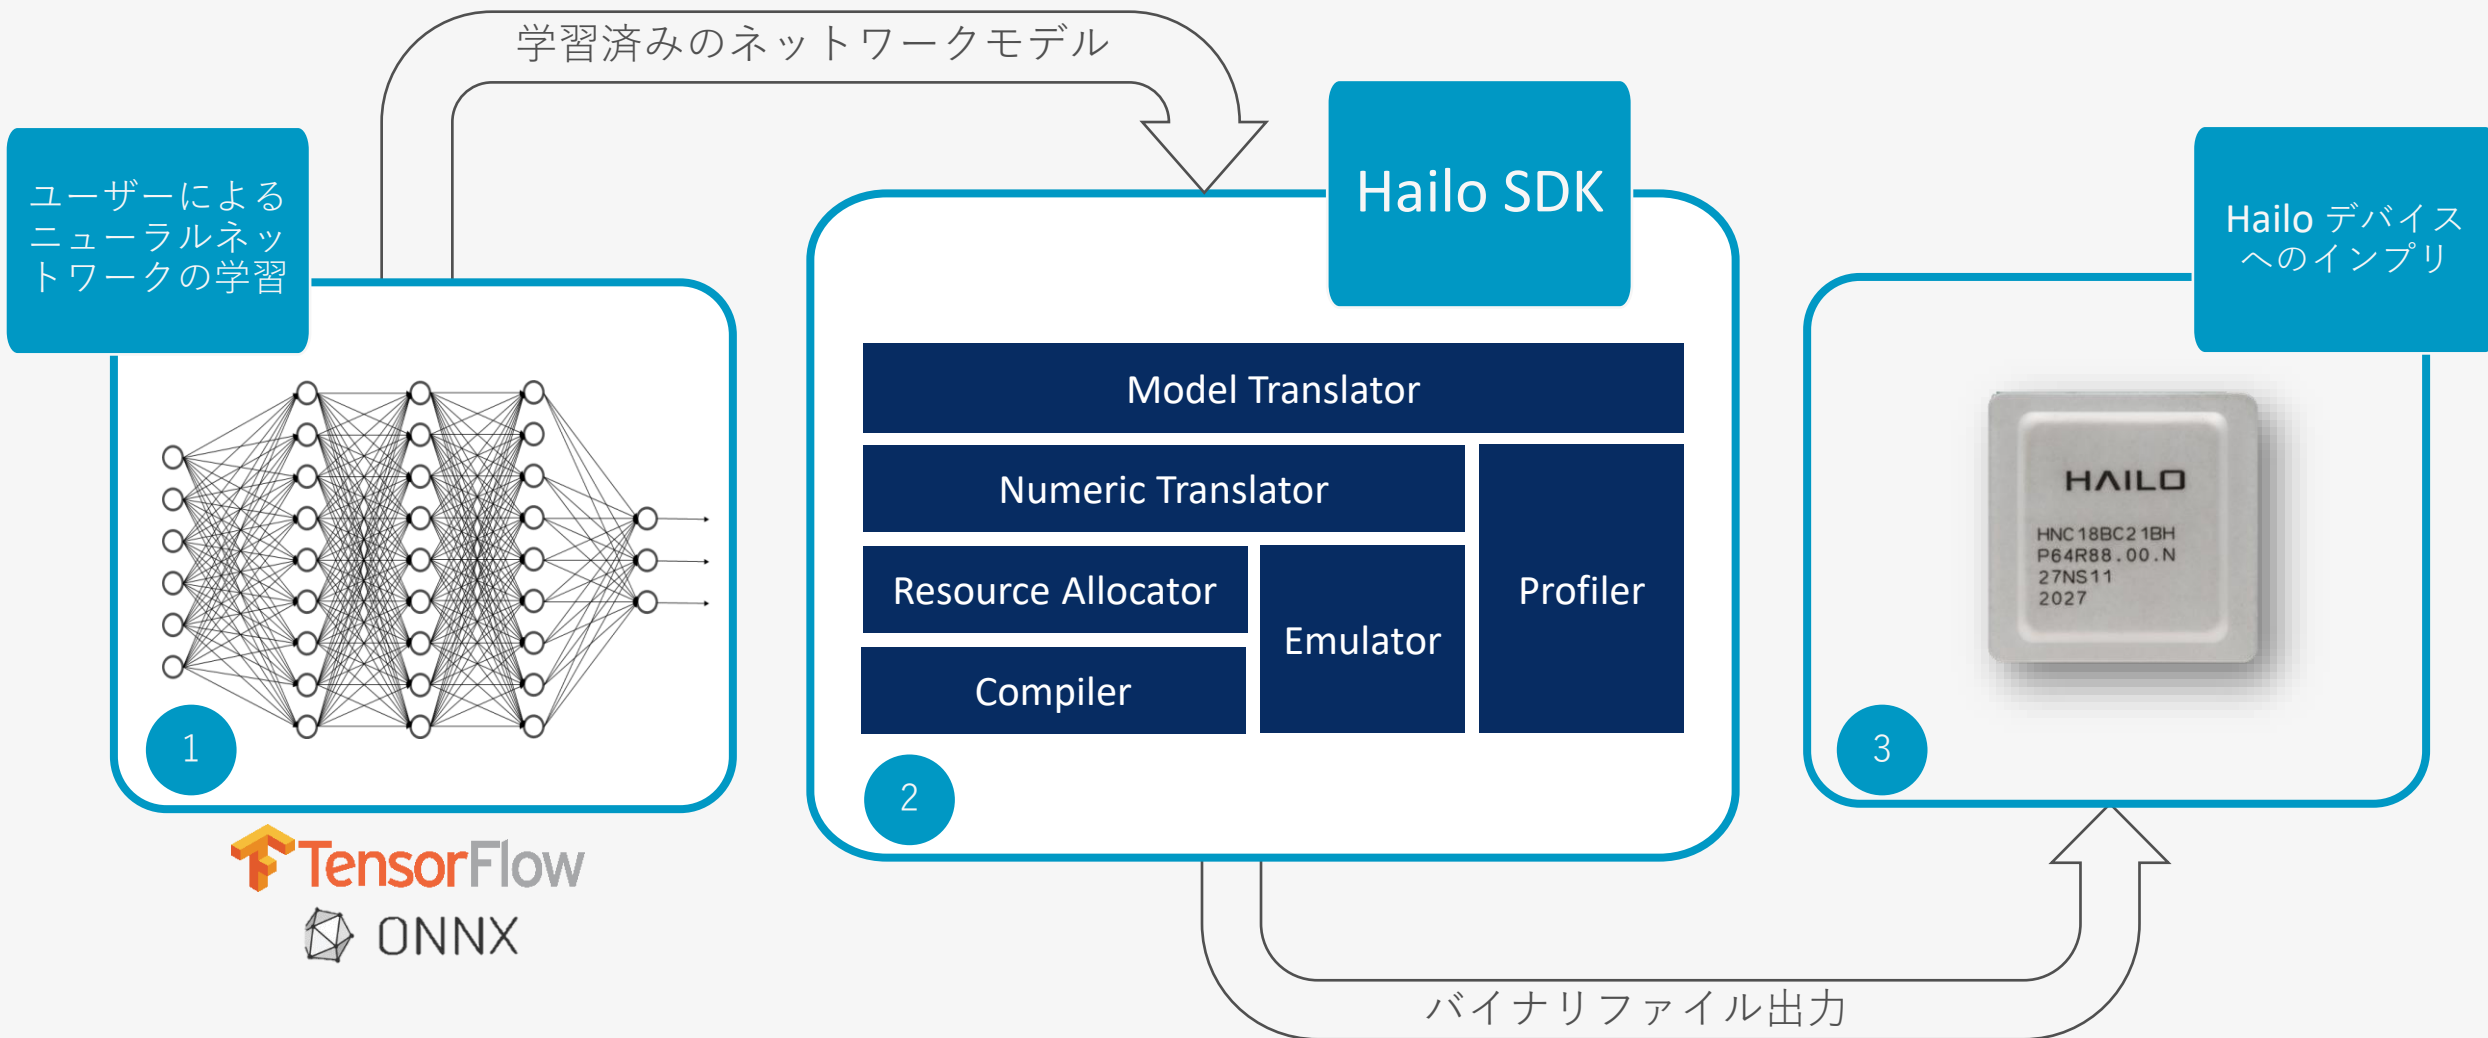 学習済みのネットワークモデル
ユーザーによる
ニューラルネッ
トワークの学習
1
TensorFlow
ONNX
Hailo SDK
Model Translator
Numeric Translator
Resource Allocator
Compiler
Emulator
Profiler
2
バイナリファイル出力
Hailo デバイス
へのインプリ
HAILO
HNC18BC21BH
P64R88.00.N
27NS11
2027
3